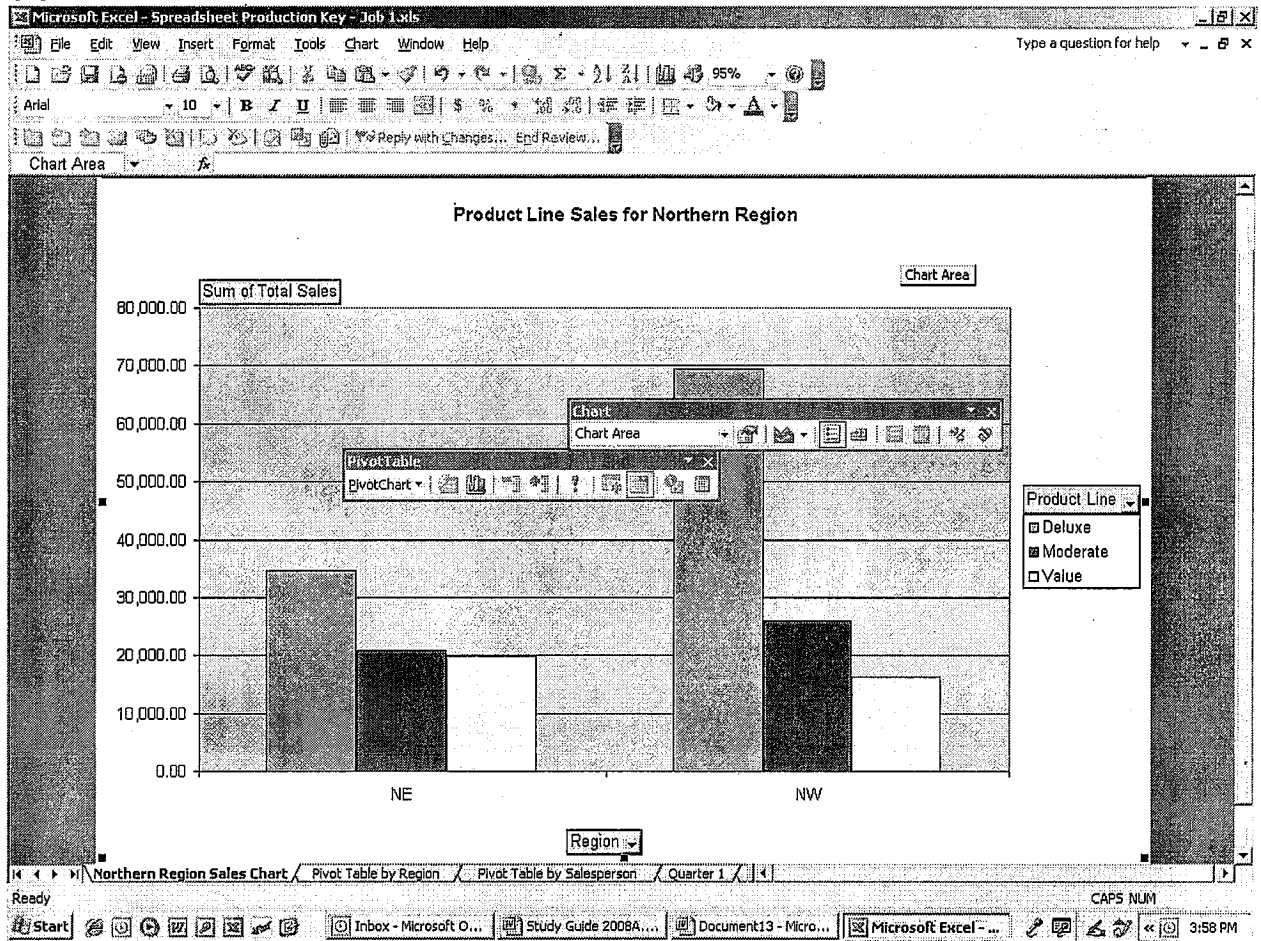 Microsoft Excel - Spreadsheet Production Key - Job 1.xls
File Edit View Insert Format Tools Chart Window Help
Type a question for help
95%
Arial 10 B I U $ %
Reply with Changes... End Review...
Chart Area fx
Product Line Sales for Northern Region
Chart Area
Sum of Total Sales
80,000.00
70,000.00
60,000.00
Chart
Chart Area
PivotTable
PivotChart
50,000.00
Product Line
Deluxe
Moderate
Value
40,000.00
30,000.00
20,000.00
10,000.00
0.00
NE NW
Region
Northern Region Sales Chart Pivot Table by Region Pivot Table by Salesperson Quarter 1
Ready
CAPS NUM
Start Inbox - Microsoft O... Study Guide 2008A.... Document13 - Micro... Microsoft Excel - ... 3:58 PM